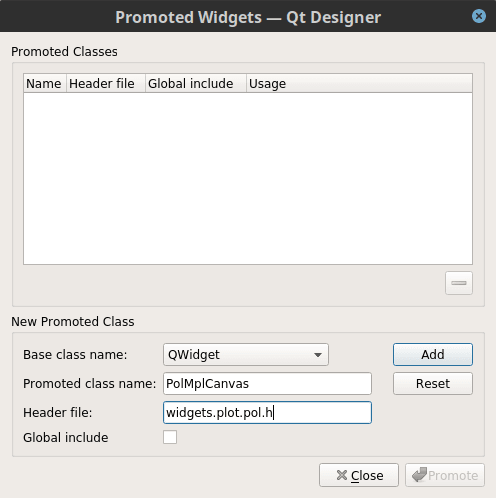 Promoted Widgets — Qt Designer
Promoted Classes
Name Header file Global include Usage
New Promoted Class
Base class name: QWidget Add
Promoted class name: PolMplCanvas Reset
Header file: widgets.plot.pol.h
Global include
Close Promote